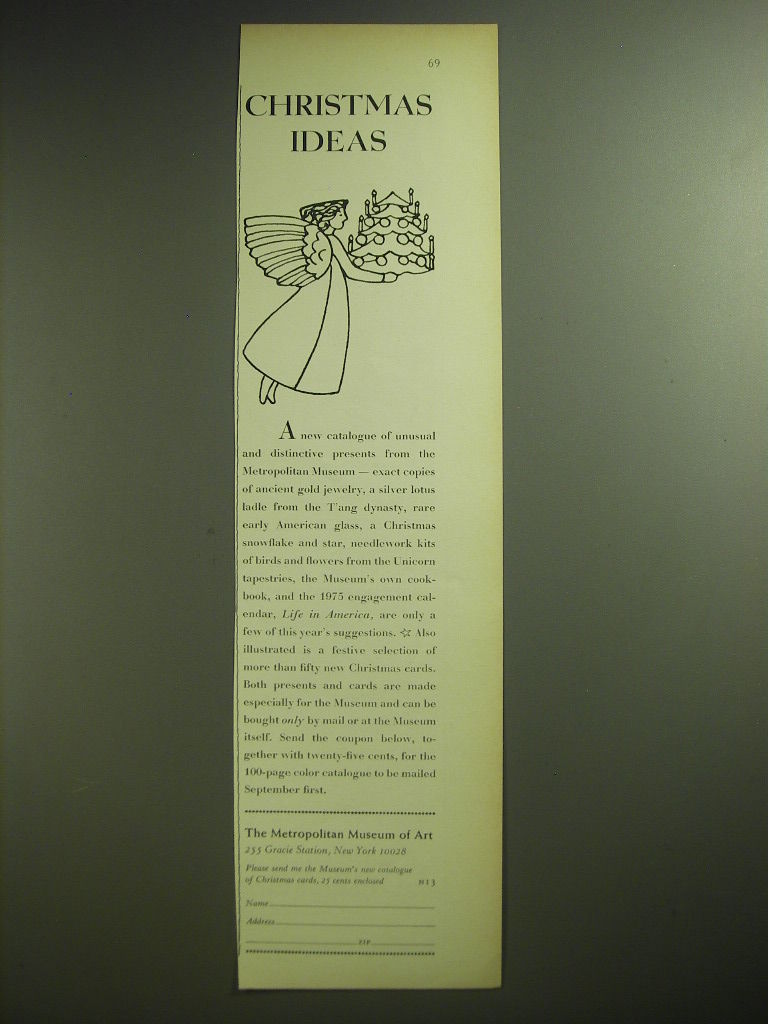 69
CHRISTMAS
IDEAS
A new catalogue of unusual
and distinctive presents from the
Metropolitan Museum — exact copies
of ancient gold jewelry, a silver lotus
ladle from the T'ang dynasty, rare
early American glass, a Christmas
snowflake and star, needlework kits
of birds and flowers from the Unicorn
tapestries, the Museum's own cook-
book, and the 1975 engagement cal-
endar, Life in America, are only a
few of this year's suggestions. ☆ Also
illustrated is a festive selection of
more than fifty new Christmas cards.
Both presents and cards are made
especially for the Museum and can be
bought only by mail or at the Museum
itself. Send the coupon below, to-
gether with twenty-five cents, for the
100-page color catalogue to be mailed
September first.
The Metropolitan Museum of Art
255 Gracie Station, New York 10028
Please send me the Museum's new catalogue
of Christmas cards, 25 cents enclosed
Name
Address
ZIP